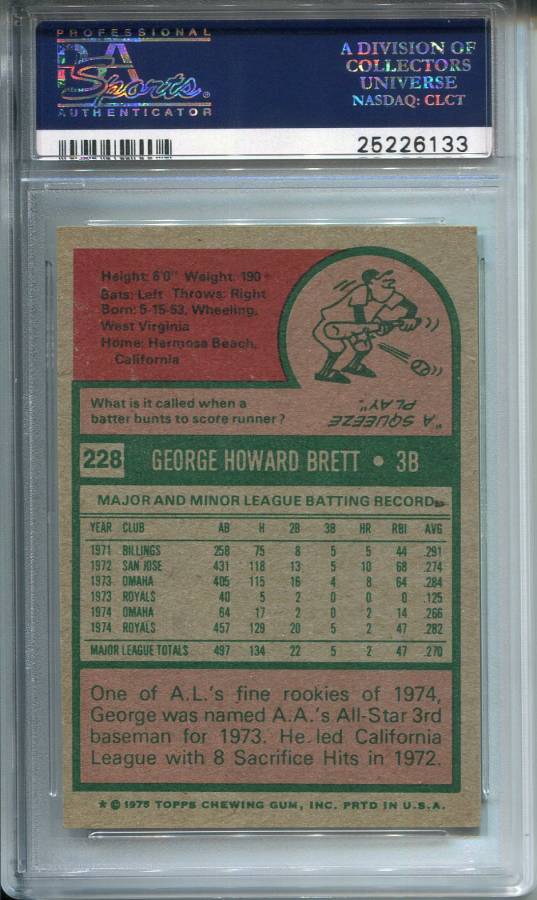 PROFESSIONAL
PSA
Sports
AUTHENTICATOR
A DIVISION OF
COLLECTORS
UNIVERSE
NASDAQ: CLCT
25226133
Height: 6'0" Weight: 190
Bats: Left Throws: Right
Born: 5-15-53, Wheeling,
West Virginia
Home: Hermosa Beach,
California
What is it called when a
batter bunts to score runner?
"A
SQUEEZE
PLAY".
228 GEORGE HOWARD BRETT • 3B
MAJOR AND MINOR LEAGUE BATTING RECORD
YEAR CLUB AB H 2B 3B HR RBI AVG
1971 BILLINGS 258 75 8 5 5 44 .291
1972 SAN JOSE 431 118 13 5 10 68 .274
1973 OMAHA 405 115 16 4 8 64 .284
1973 ROYALS 40 5 2 0 0 0 .125
1974 OMAHA 64 17 2 0 2 14 .266
1974 ROYALS 457 129 20 5 2 47 .282
MAJOR LEAGUE TOTALS 497 134 22 5 2 47 .270
One of A.L.'s fine rookies of 1974,
George was named A.A.'s All-Star 3rd
baseman for 1973. He led California
League with 8 Sacrifice Hits in 1972.
* © 1975 TOPPS CHEWING GUM, INC. PRTD IN U.S.A.